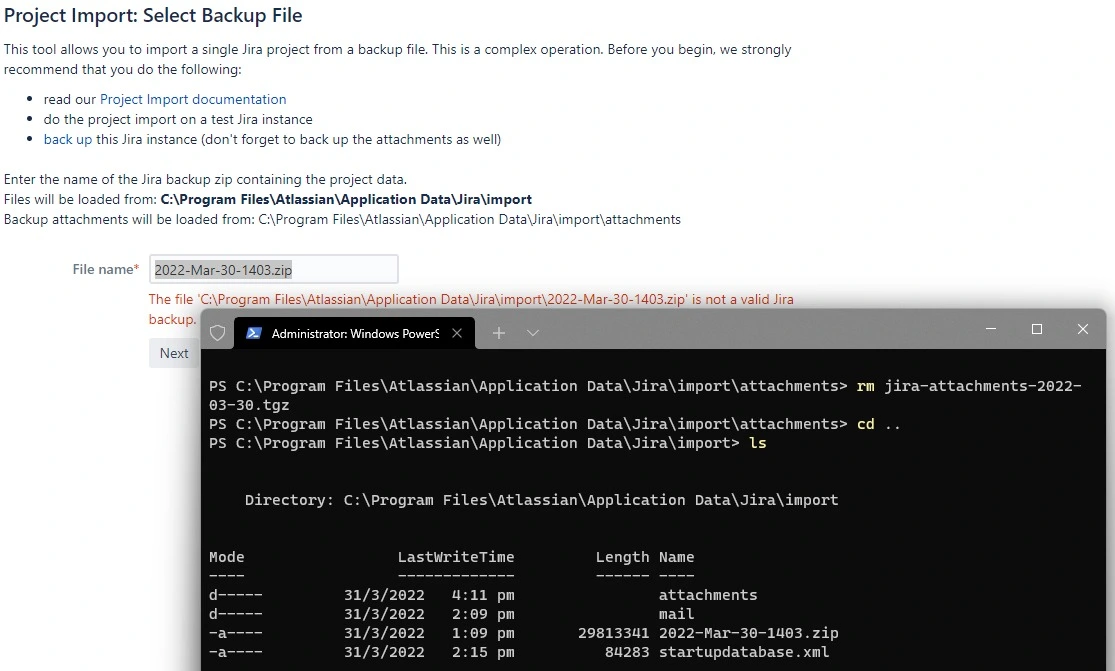 Project Import: Select Backup File
This tool allows you to import a single Jira project from a backup file. This is a complex operation. Before you begin, we strongly
recommend that you do the following:
• read our Project Import documentation
• do the project import on a test Jira instance
• back up this Jira instance (don't forget to back up the attachments as well)
Enter the name of the Jira backup zip containing the project data.
Files will be loaded from: C:\Program Files\Atlassian\Application Data\Jira\import
Backup attachments will be loaded from: C:\Program Files\Atlassian\Application Data\Jira\import\attachments
File name* 2022-Mar-30-1403.zip
The file 'C:\Program Files\Atlassian\Application Data\Jira\import\2022-Mar-30-1403.zip' is not a valid Jira
backup.
Next
Administrator: Windows PowerS
PS C:\Program Files\Atlassian\Application Data\Jira\import\attachments> rm jira-attachments-2022-
03-30.tgz
PS C:\Program Files\Atlassian\Application Data\Jira\import\attachments> cd ..
PS C:\Program Files\Atlassian\Application Data\Jira\import> ls
Directory: C:\Program Files\Atlassian\Application Data\Jira\import
Mode LastWriteTime Length Name
---- ------------- ------ ----
d----- 31/3/2022 4:11 pm attachments
d----- 31/3/2022 2:09 pm mail
-a---- 31/3/2022 1:09 pm 29813341 2022-Mar-30-1403.zip
-a---- 31/3/2022 2:15 pm 84283 startupdatabase.xml